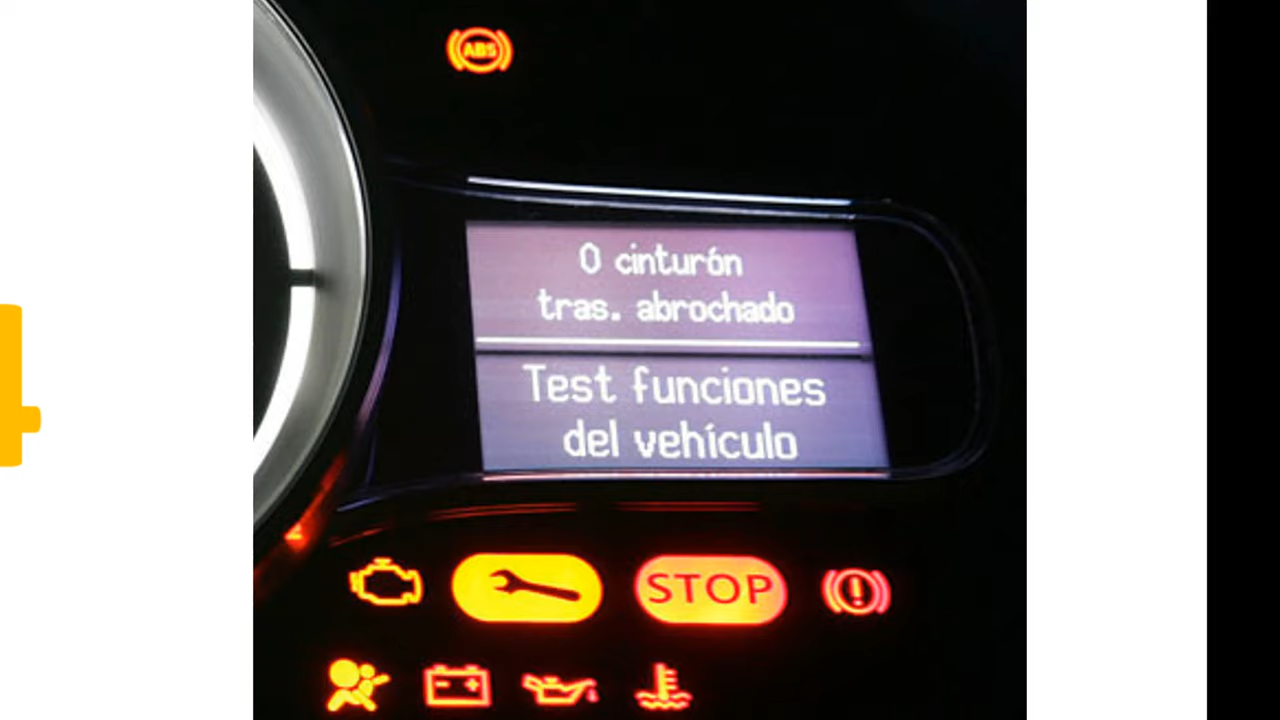 ABS
0 cinturón
tras. abrochado
Test funciones
del vehículo
STOP